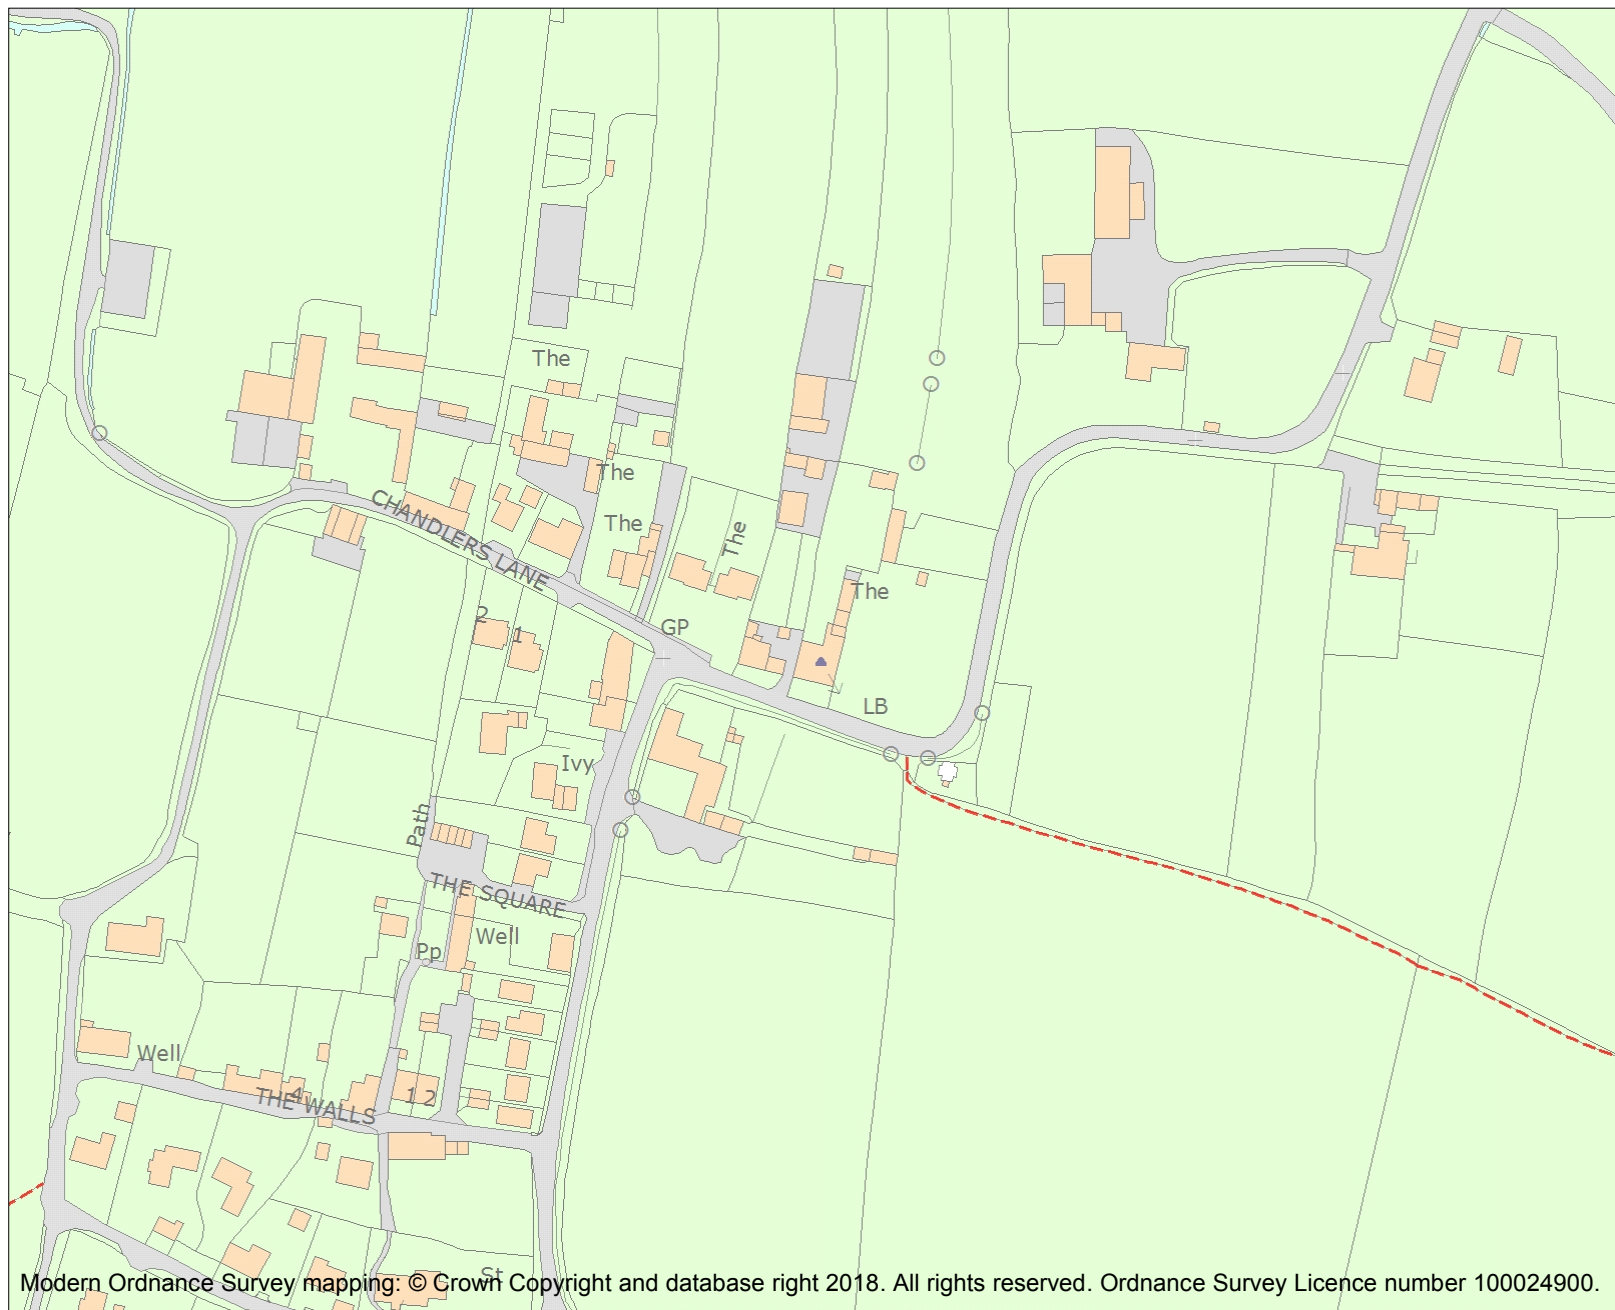 The
The
CHANDLERS LANE
The
The
The
2
1
GP
LB
Ivy
Path
THE SQUARE
Well
Pp
Well
THE WALLS
4
1 2
St
Modern Ordnance Survey mapping: © Crown Copyright and database right 2018. All rights reserved. Ordnance Survey Licence number 100024900.